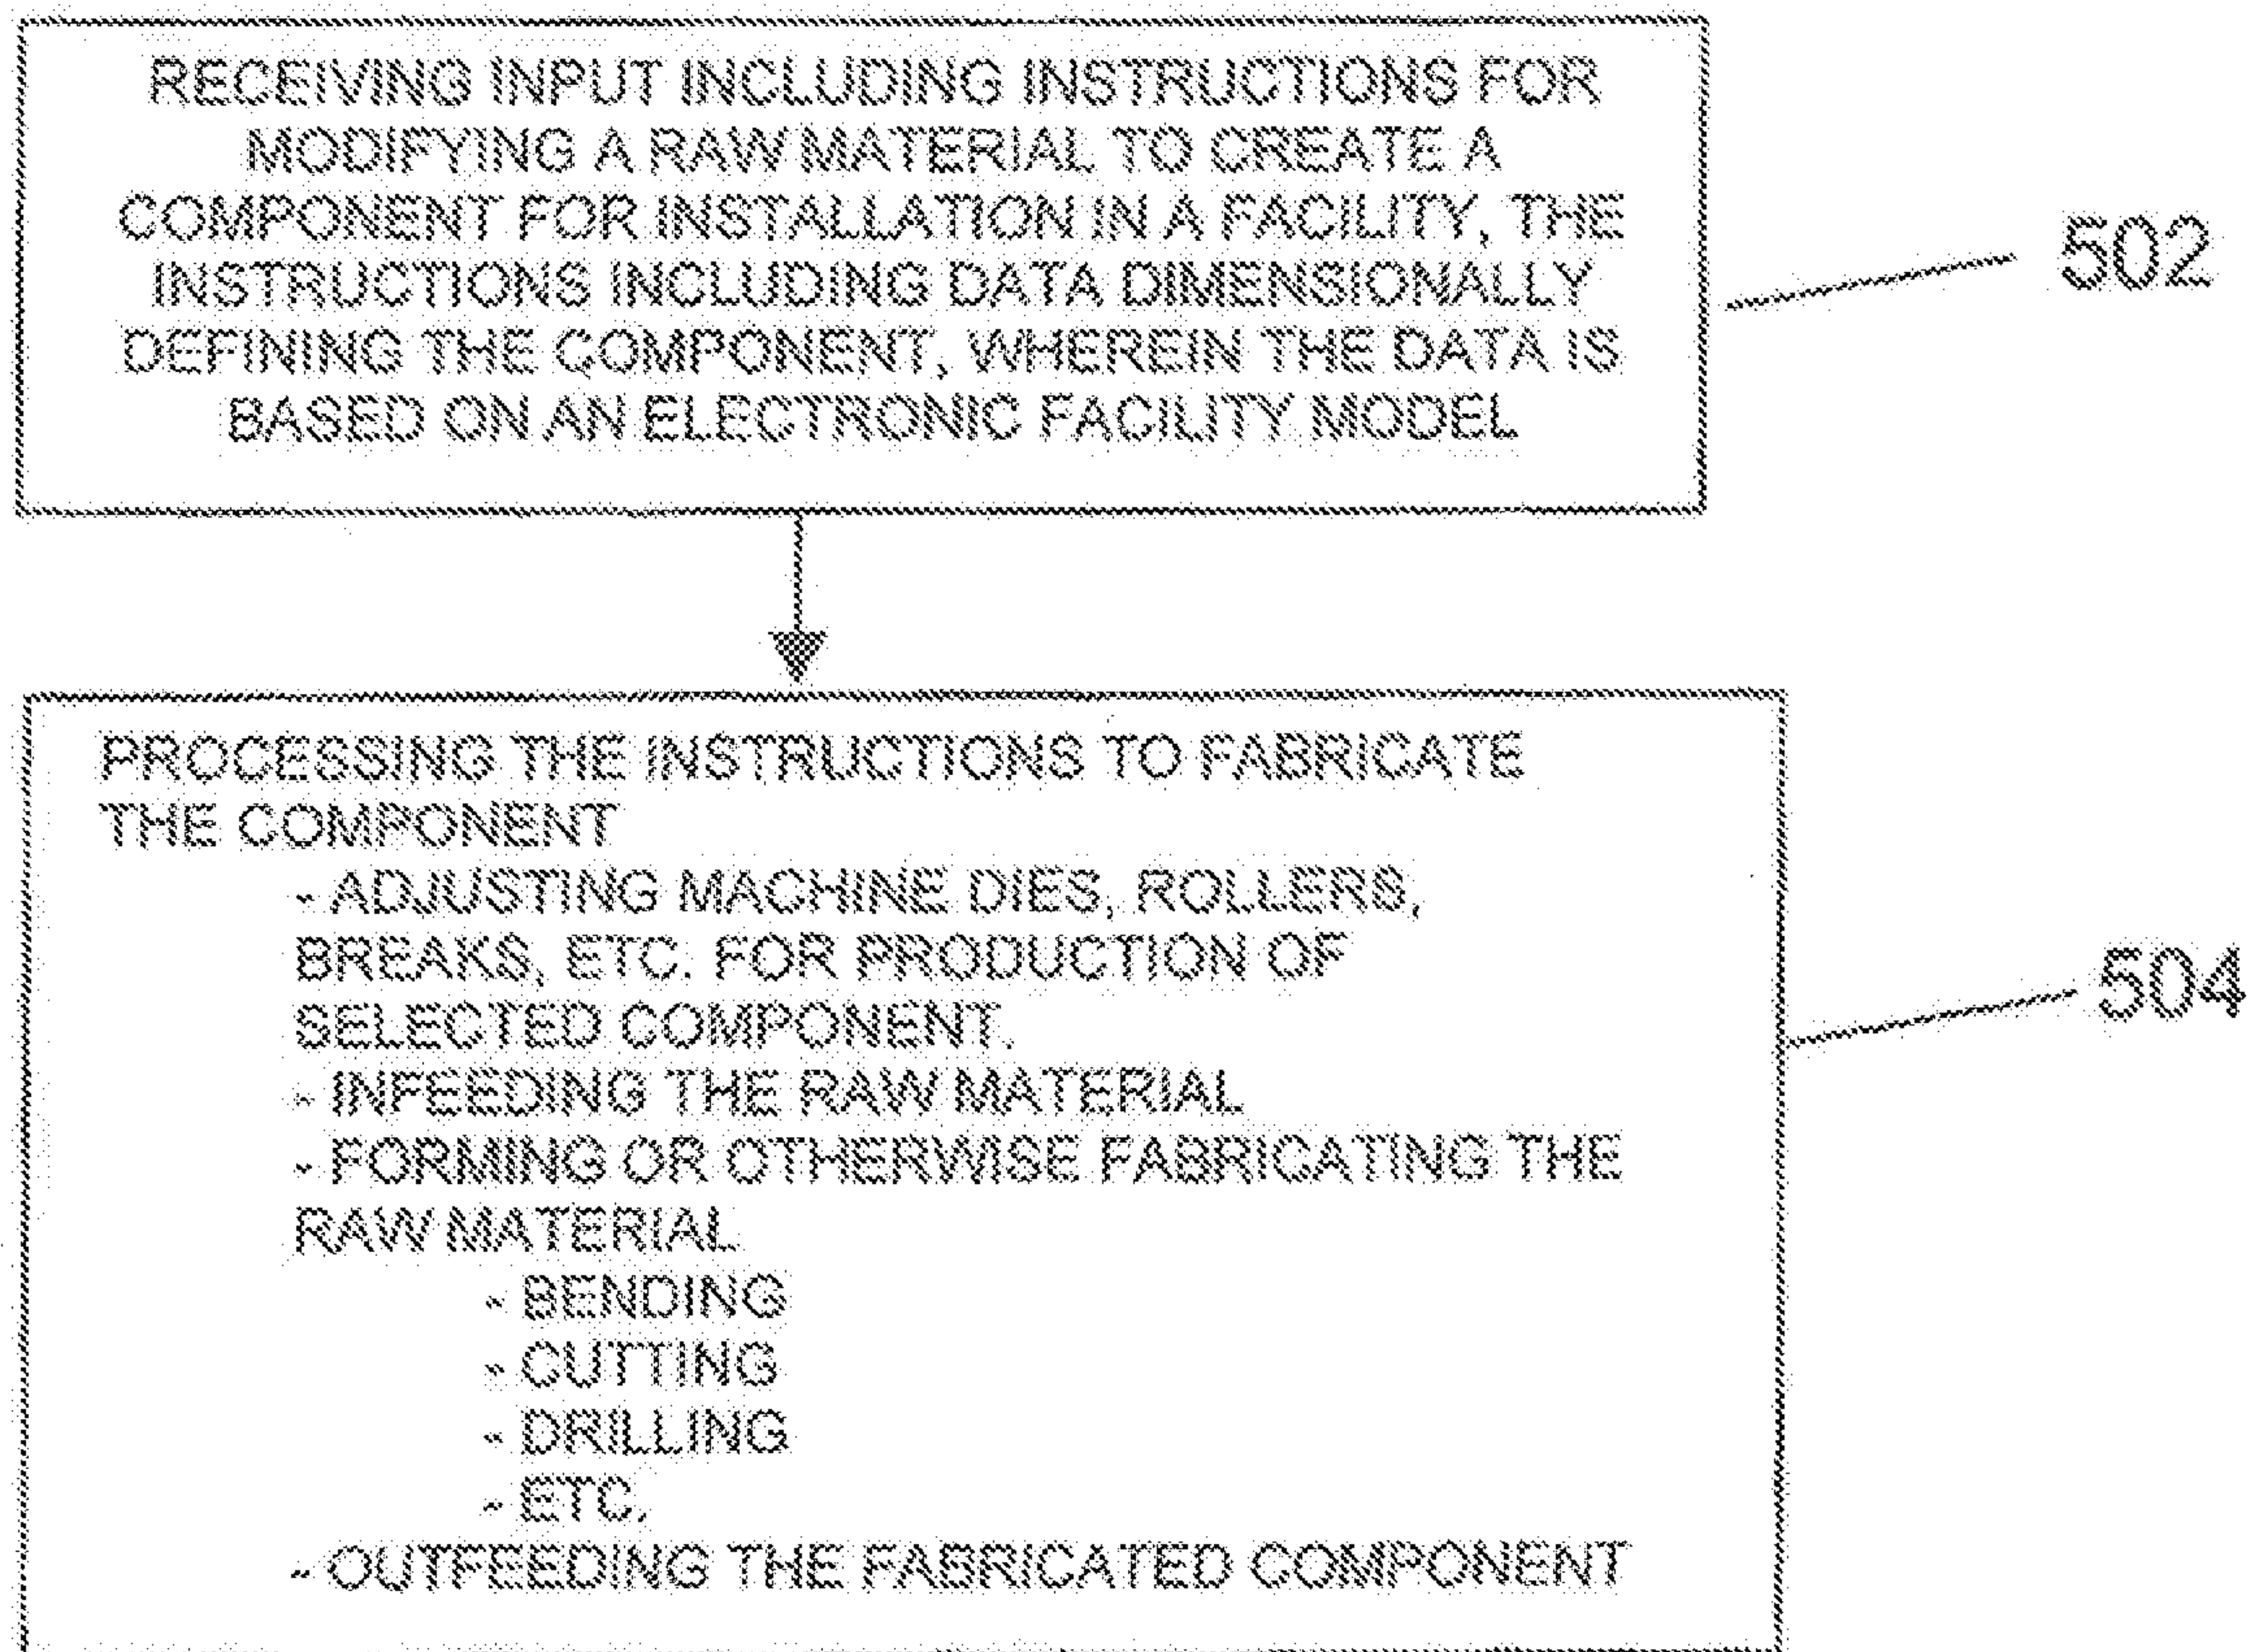 RECEIVING INPUT INCLUDING INSTRUCTIONS FOR
MODIFYING A RAW MATERIAL TO CREATE A
COMPONENT FOR INSTALLATION IN A FACILITY, THE
INSTRUCTIONS INCLUDING DATA DIMENSIONALLY
DEFINING THE COMPONENT, WHEREIN THE DATA IS
BASED ON AN ELECTRONIC FACILITY MODEL
502
PROCESSING THE INSTRUCTIONS TO FABRICATE
THE COMPONENT
- ADJUSTING MACHINE DIES, ROLLERS,
BREAKS, ETC. FOR PRODUCTION OF
SELECTED COMPONENT.
- INFEEDING THE RAW MATERIAL
- FORMING OR OTHERWISE FABRICATING THE
RAW MATERIAL
- BENDING
- CUTTING
- DRILLING
- ETC.
- OUTFEEDING THE FABRICATED COMPONENT
504